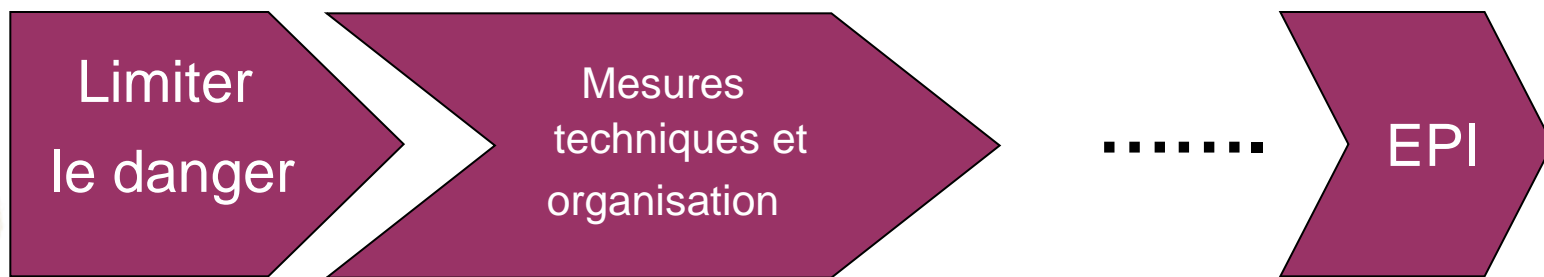 Limiter
le danger
Mesures
techniques et
organisation
EPI